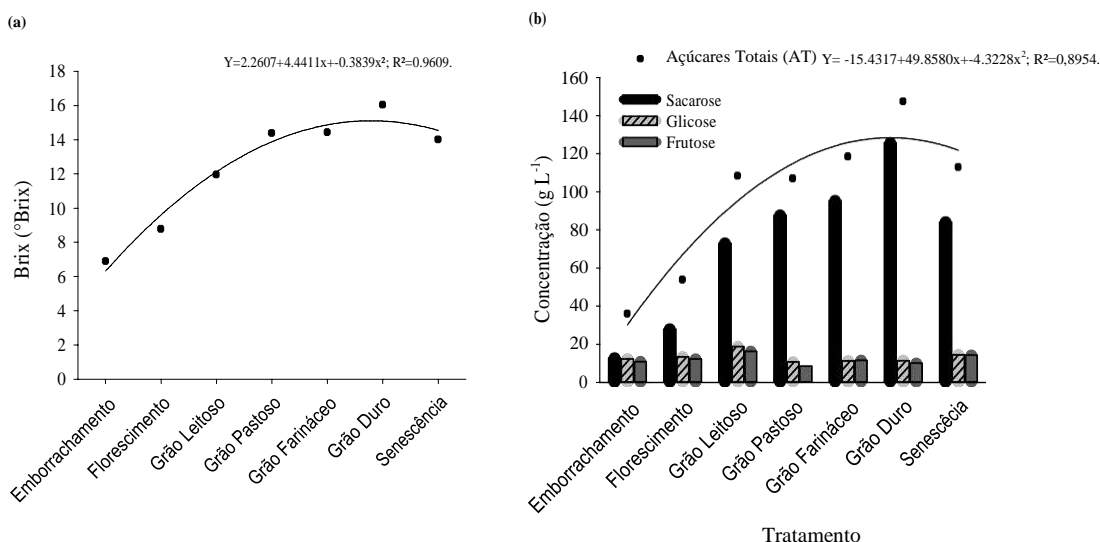 (a)
Y=2.2607+4.4411x+-0.3839x²; R²=0.9609.
18
16
14
12
10
8
6
4
2
0
Brix (°Brix)
Emborrachamento
Florescimento
Grão Leitoso
Grão Pastoso
Grão Farináceo
Grão Duro
Senescêcia
(b)
Açúcares Totais (AT) Y= -15.4317+49.8580x+-4.3228x²; R²=0,8954.
Sacarose
Glicose
Frutose
160
140
120
100
80
60
40
20
0
Concentração (g L⁻¹)
Emborrachamento
Florescimento
Grão Leitoso
Grão Pastoso
Grão Farináceo
Grão Duro
Senescêcia
Tratamento